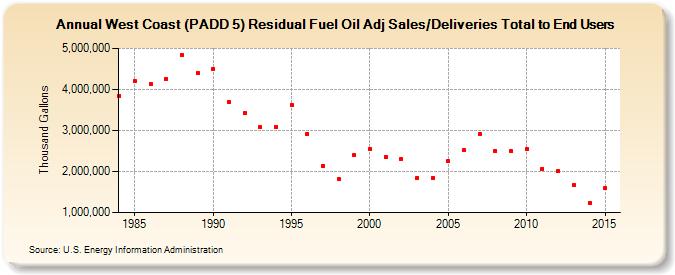 Annual West Coast (PADD 5) Residual Fuel Oil Adj Sales/Deliveries Total to End Users
Thousand Gallons
5,000,000
4,000,000
3,000,000
2,000,000
1,000,000
1985 1990 1995 2000 2005 2010 2015
Source: U.S. Energy Information Administration